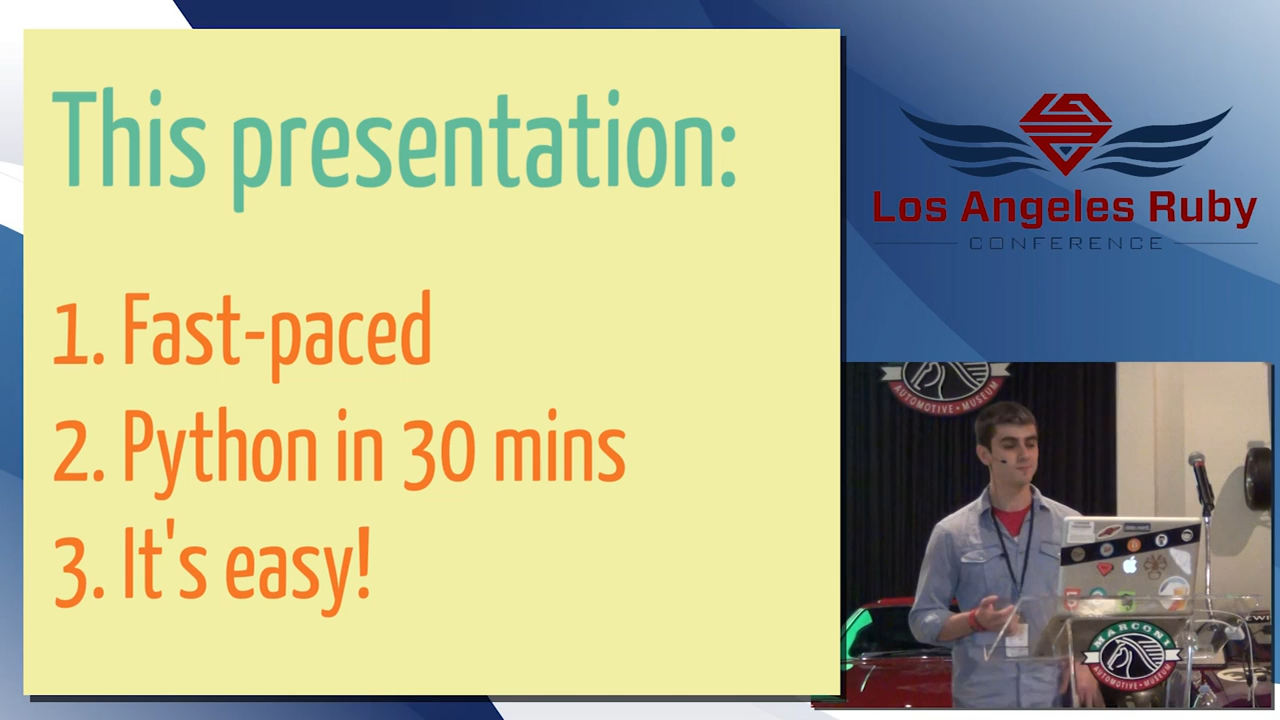 This presentation:
1. Fast-paced
2. Python in 30 mins
3. It's easy!
Los Angeles Ruby
CONFERENCE
AUTOMOTIVE • MUSEUM
MARCONI
AUTOMOTIVE • MUSEUM